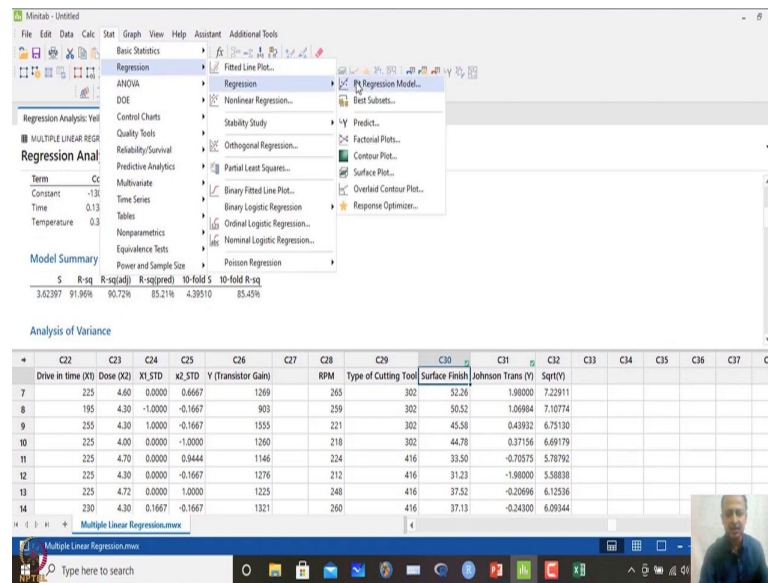 Minitab - Untitled
File Edit Data Calc Stat Graph View Help Assistant Additional Tools
Basic Statistics
Regression
ANOVA
DOE
Control Charts
Quality Tools
Reliability/Survival
Predictive Analytics
Multivariate
Time Series
Tables
Nonparametrics
Equivalence Tests
Power and Sample Size
Fitted Line Plot...
Regression
Nonlinear Regression...
Stability Study
Orthogonal Regression...
Partial Least Squares...
Binary Fitted Line Plot...
Binary Logistic Regression
Ordinal Logistic Regression...
Nominal Logistic Regression...
Poisson Regression
Fit Regression Model...
Best Subsets...
Predict...
Factorial Plots...
Contour Plot...
Surface Plot...
Overlaid Contour Plot...
Response Optimizer...
Regression Analysis: Yiel
MULTIPLE LINEAR REGR
Regression Anal
Term Co
Constant -130
Time 0.13
Temperature 0.3
Model Summary
S R-sq R-sq(adj) R-sq(pred) 10-fold S 10-fold R-sq
3.62397 91.96% 90.72% 85.21% 4.39510 85.45%
Analysis of Variance
C22 C23 C24 C25 C26 C27 C28 C29 C30 C31 C32 C33 C34 C35 C36 C37
Drive in time (X1) Dose (X2) X1_STD x2_STD Y (Transistor Gain) RPM Type of Cutting Tool Surface Finish Johnson Trans (Y) Sqrt(Y)
7 225 4.60 0.0000 0.6667 1269 265 302 52.26 1.98000 7.22911
8 195 4.30 -1.0000 -0.1667 903 259 302 50.52 1.06984 7.10774
9 255 4.30 1.0000 -0.1667 1555 221 302 45.58 0.43932 6.75130
10 225 4.00 0.0000 -1.0000 1260 218 302 44.78 0.37156 6.69179
11 225 4.70 0.0000 0.9444 1146 224 416 33.50 -0.70575 5.78792
12 225 4.30 0.0000 -0.1667 1276 212 416 31.23 -1.98000 5.58838
13 225 4.72 0.0000 1.0000 1225 248 416 37.52 -0.20696 6.12536
14 230 4.30 0.1667 -0.1667 1321 260 416 37.13 -0.24300 6.09344
Multiple Linear Regression.mwx
Multiple Linear Regression.mwx
Type here to search
NPTEL